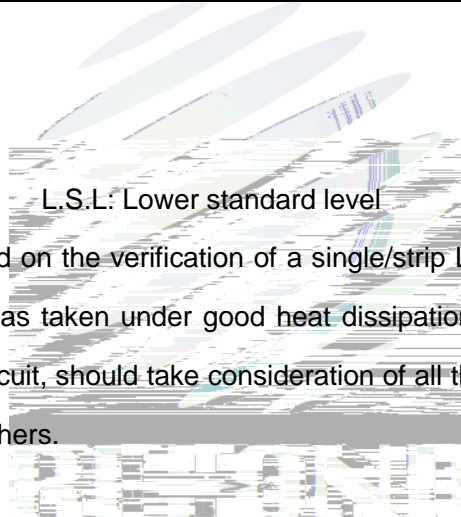 L.S.L: Lower standard level
d on the verification of a single/strip L
as taken under good heat dissipation
cuit, should take consideration of all th
hers.